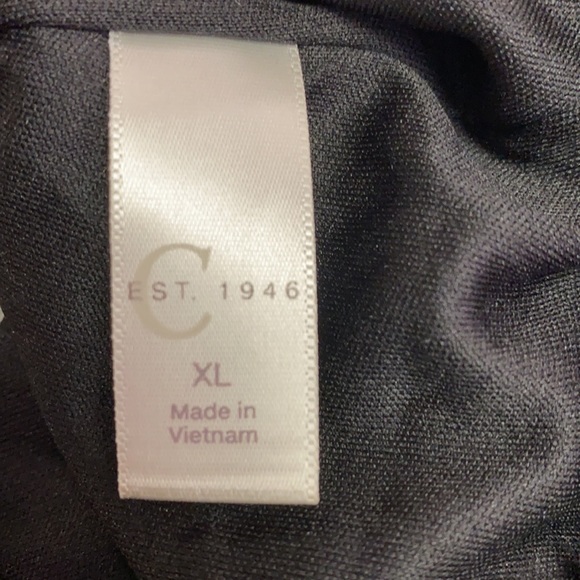 C
EST. 1946
XL
Made in
Vietnam